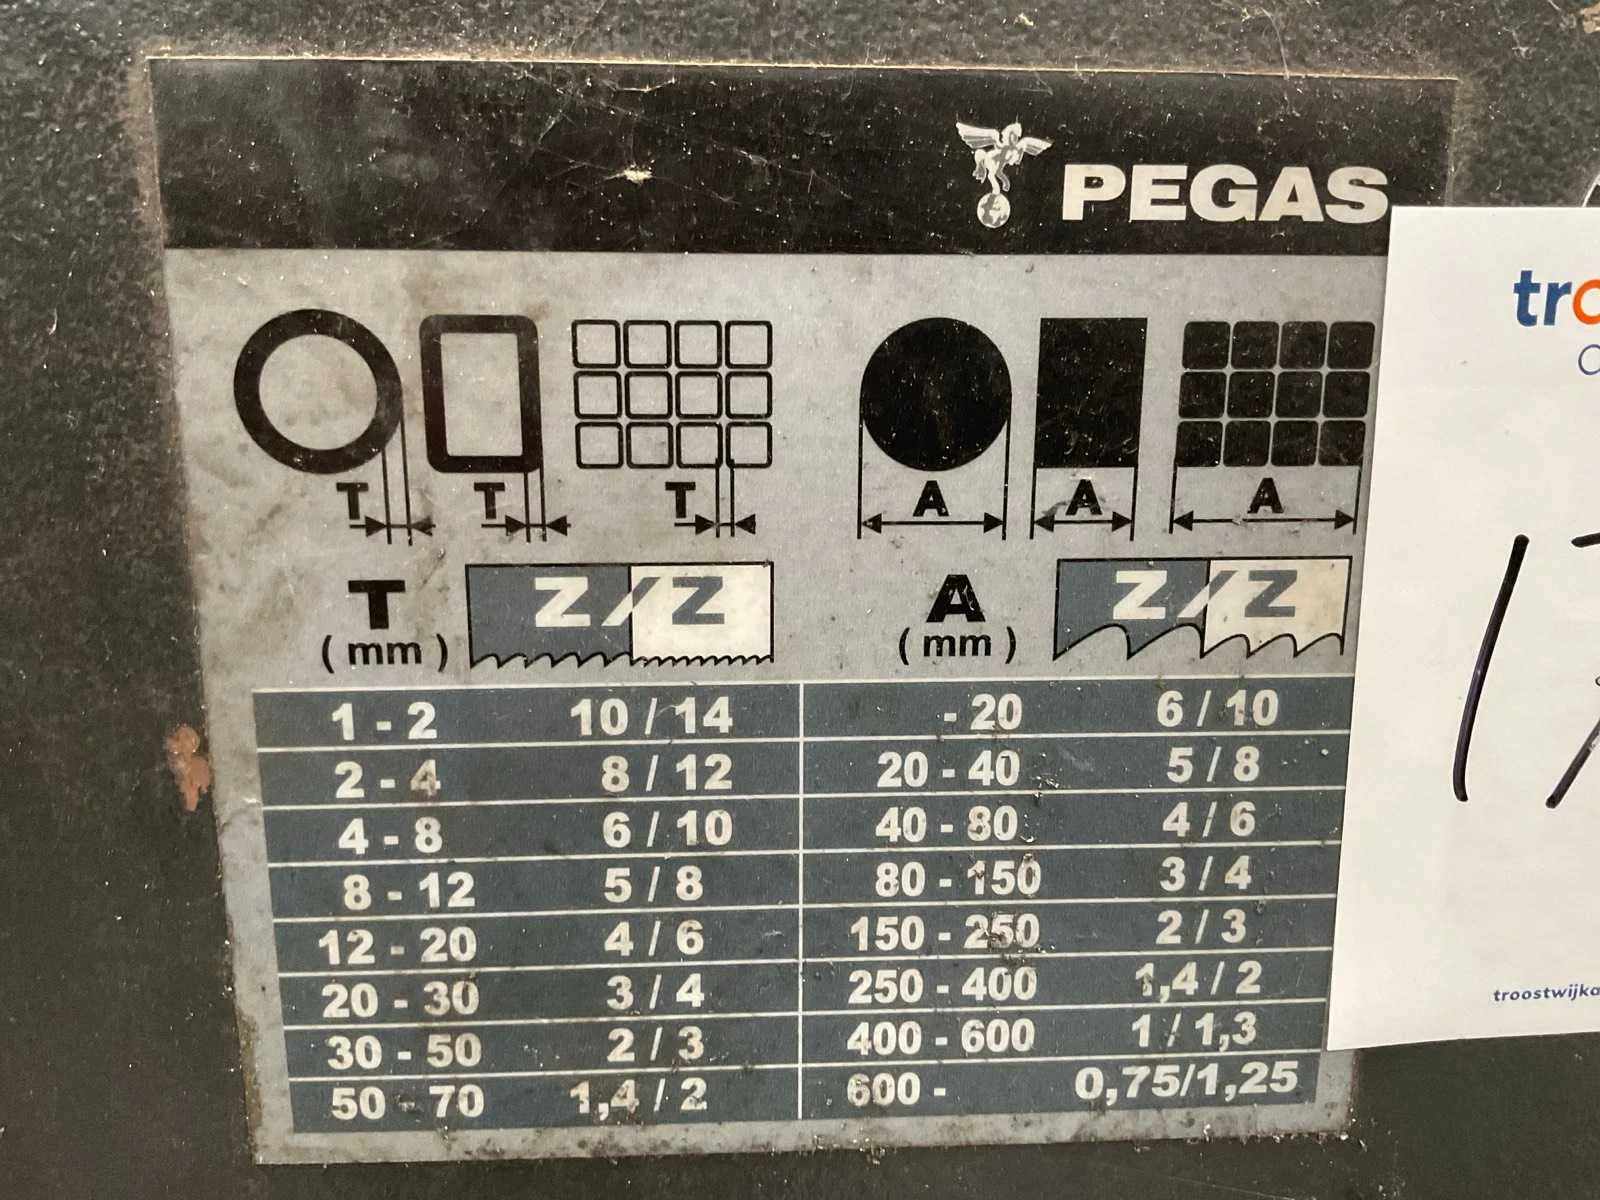 PEGAS
T T T A A A
T Z/Z A Z/Z
(mm) (mm)
1 - 2 10 / 14 - 20 6 / 10
2 - 4 8 / 12 20 - 40 5 / 8
4 - 8 6 / 10 40 - 80 4 / 6
8 - 12 5 / 8 80 - 150 3 / 4
12 - 20 4 / 6 150 - 250 2 / 3
20 - 30 3 / 4 250 - 400 1,4 / 2
30 - 50 2 / 3 400 - 600 1 / 1,3
50 - 70 1,4 / 2 600 - 0,75/1,25
tro
17
troostwijka